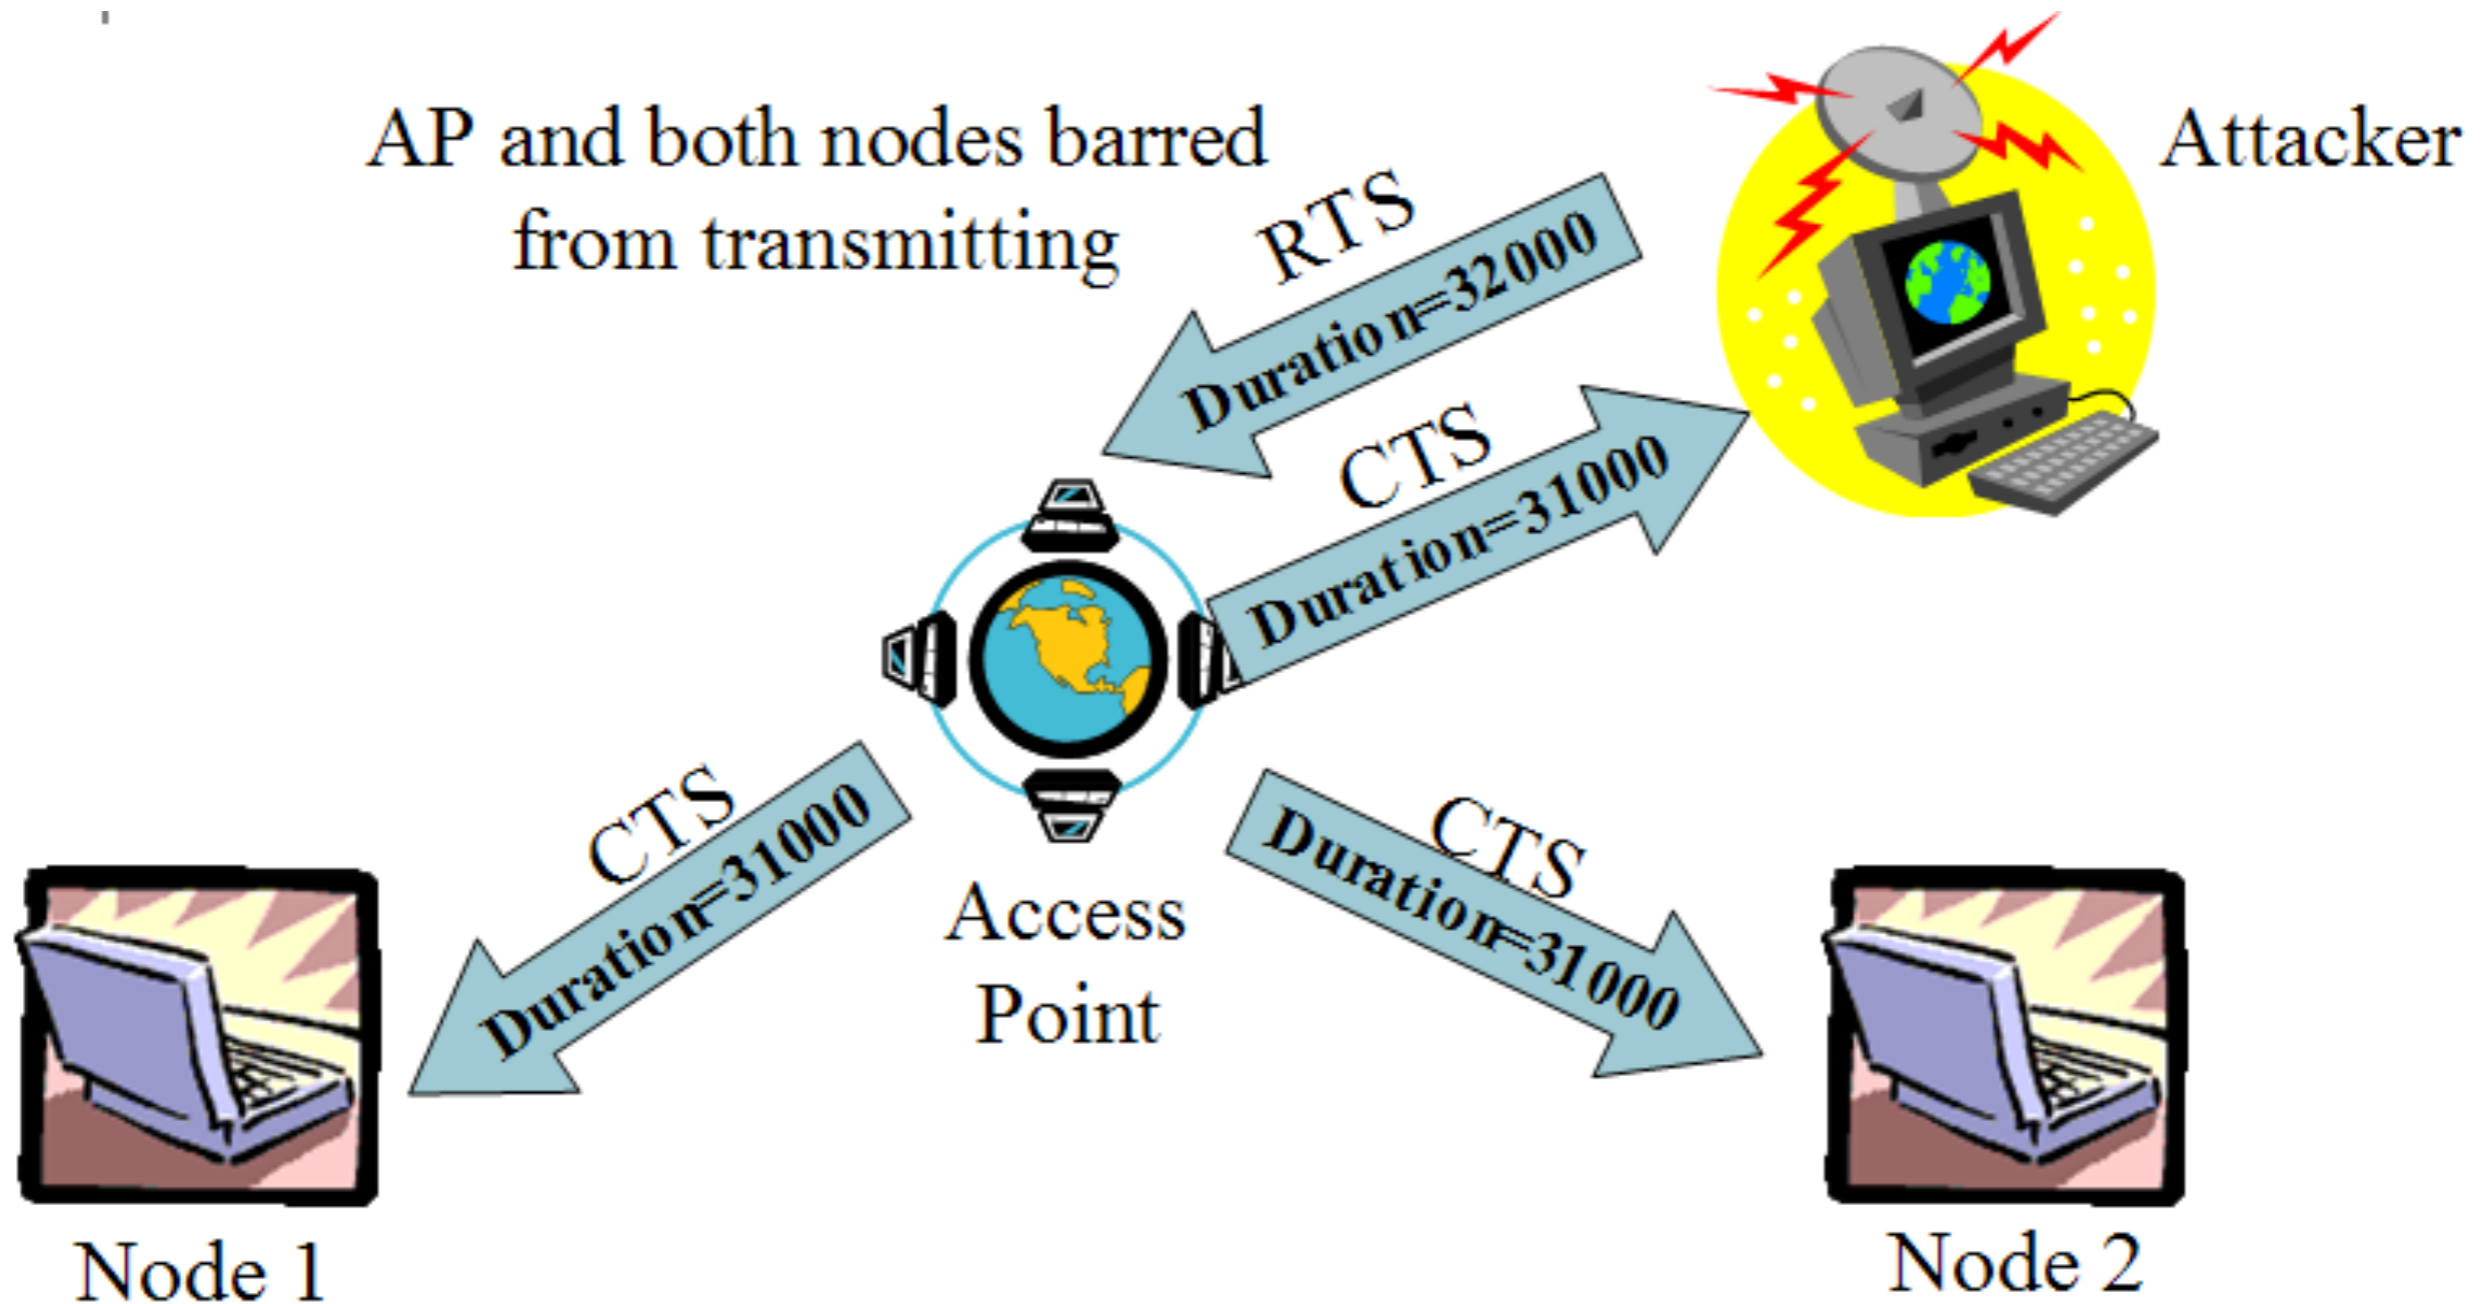 AP and both nodes barred
from transmitting
Attacker
RTS
Duration=32000
CTS
Duration=31000
CTS
Duration=31000
CTS
Duration=31000
Access
Point
Node 1
Node 2